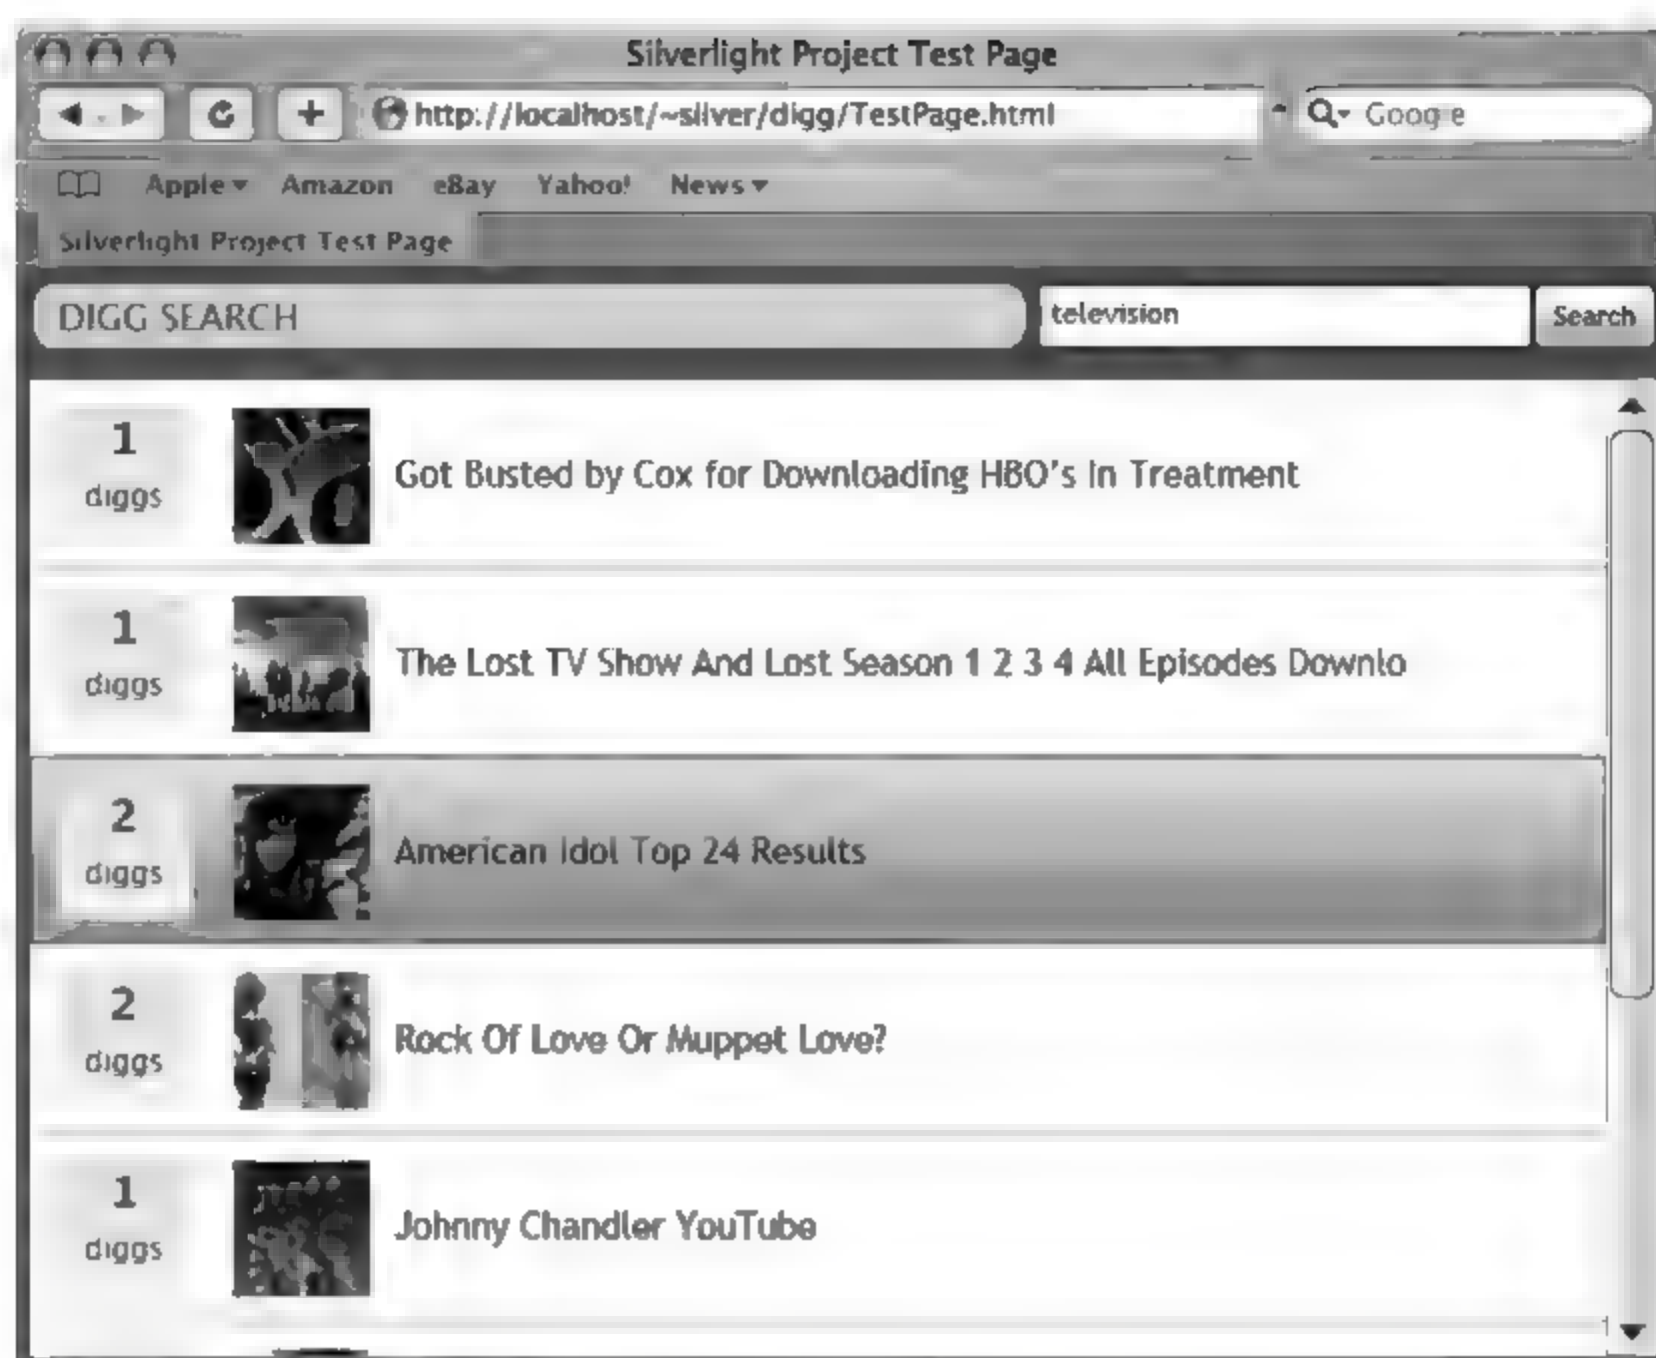 Silverlight Project Test Page
http://localhost/~silver/digg/TestPage.html
Goog e
Apple Amazon eBay Yahoo! News
Silverlight Project Test Page
DIGG SEARCH television Search
1
diggs
Got Busted by Cox for Downloading HBO's In Treatment
1
diggs
The Lost TV Show And Lost Season 1 2 3 4 All Episodes Downlo
2
diggs
American Idol Top 24 Results
2
diggs
Rock Of Love Or Muppet Love?
1
diggs
Johnny Chandler YouTube